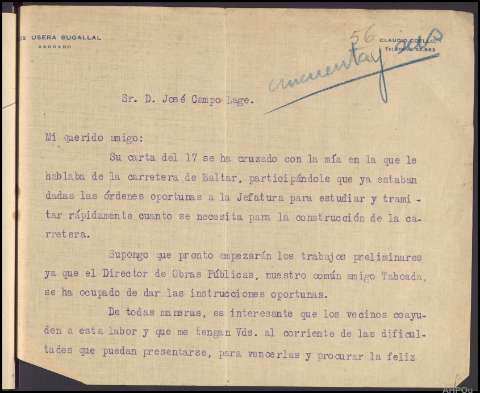 USERA BUGALLAL
ABOGADO
CLAUDIO COELLO
56
cincuenta y seis
Sr. D. José Campo Lage.
Mi querido amigo:
Su carta del 17 se ha cruzado con la mía en la que le
hablaba de la carretera de Baltar, participándole que ya estaban
dadas las órdenes oportunas a la Jefatura para estudiar y trami-
tar rápidamente cuanto se necesita para la construcción de la ca-
rretera.
Supongo que pronto empezarán los trabajos preliminares
ya que el Director de Obras Públicas, nuestro común amigo Taboada,
se ha ocupado de dar las instrucciones oportunas.
De todas maneras, es interesante que los vecinos coayu-
den a esta labor y que me tengan Vds. al corriente de las dificul-
tades que puedan presentarse, para vencerlas y procurar la feliz
AHPOu